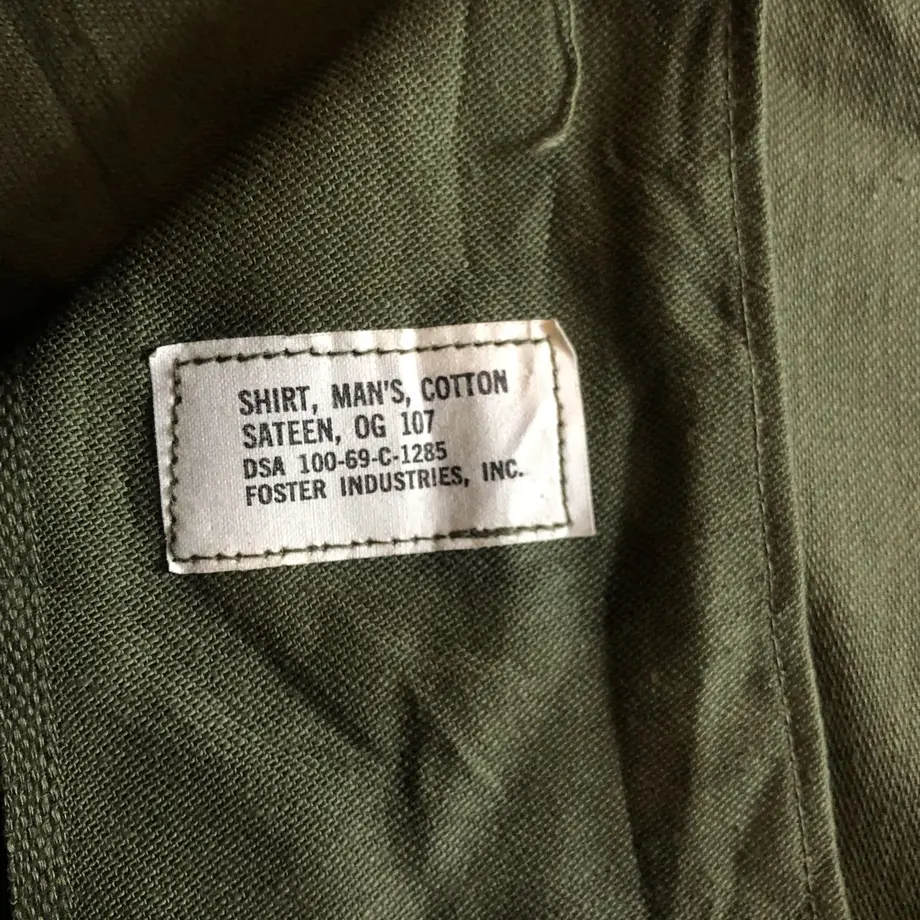 SHIRT, MAN'S, COTTON
SATEEN, OG 107
DSA 100-69-C-1285
FOSTER INDUSTRIES, INC.